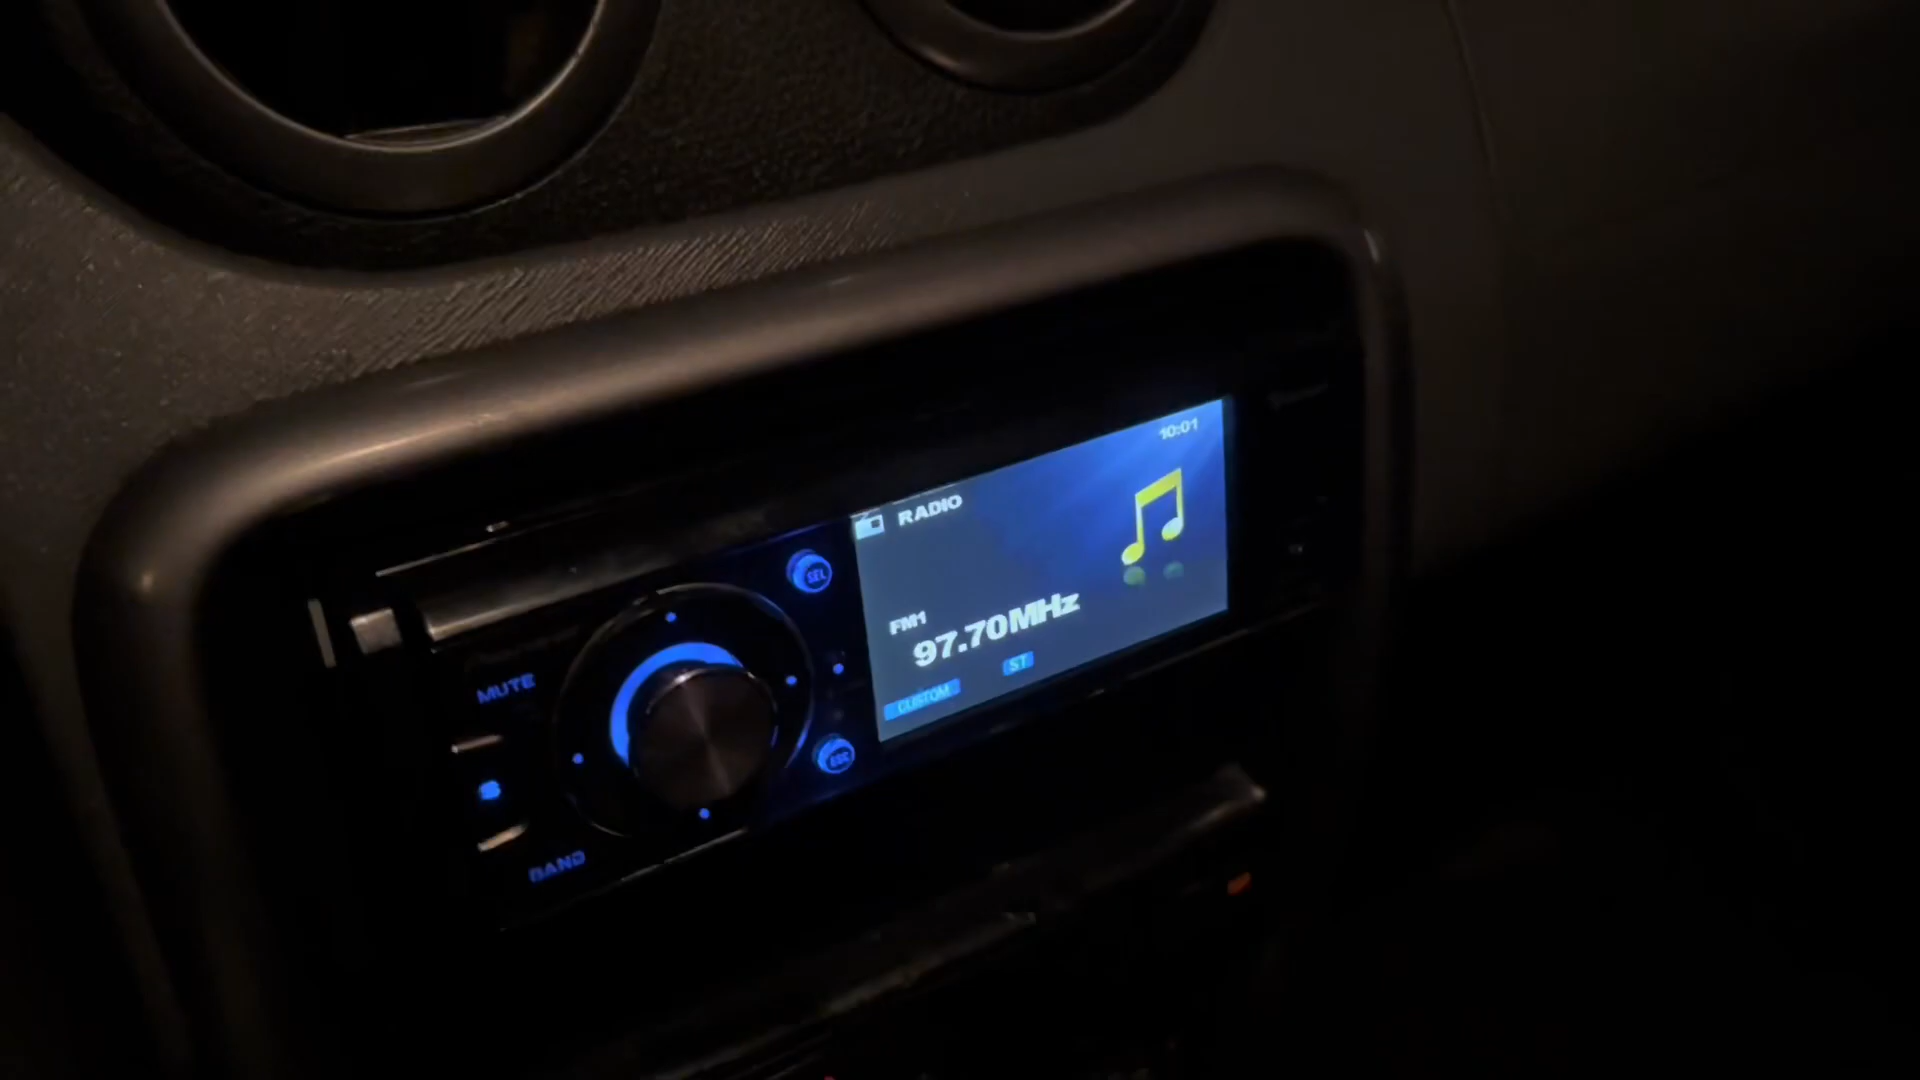 10:01
RADIO
SEL
FM1
97.70MHz
ST
CUSTOM
MUTE
ESC
BAND